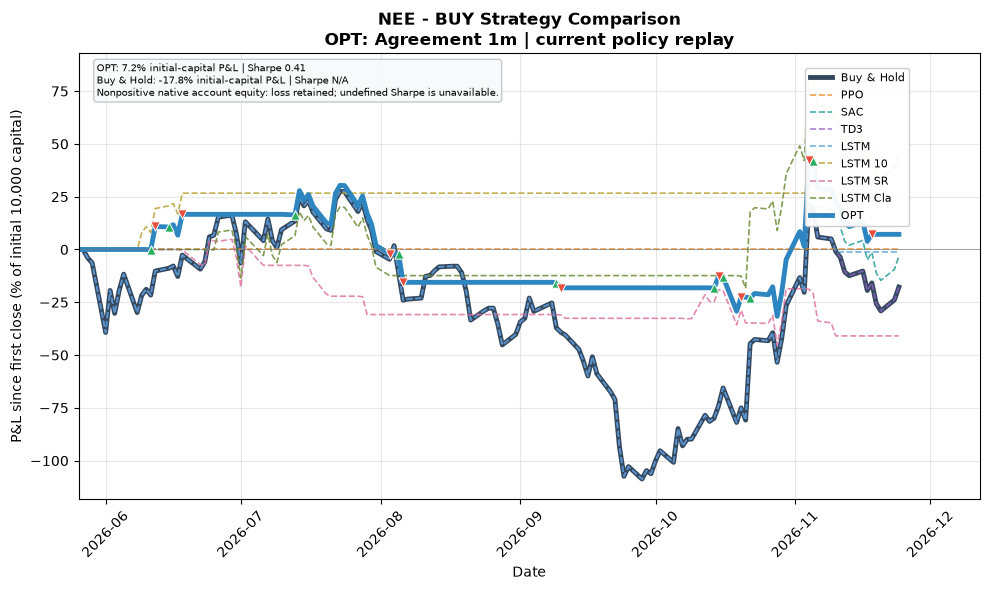 NEE - BUY Strategy Comparison
OPT: Agreement 1m | current policy replay
OPT: 7.2% initial-capital P&L | Sharpe 0.41
Buy & Hold: -17.8% initial-capital P&L | Sharpe N/A
Nonpositive native account equity: loss retained; undefined Sharpe is unavailable.
Buy & Hold
PPO
SAC
TD3
LSTM
LSTM 10
LSTM SR
LSTM Cla
OPT
P&L since first close (% of initial 10,000 capital)
75
50
25
0
−25
−50
−75
−100
2026-06
2026-07
2026-08
2026-09
2026-10
2026-11
2026-12
Date